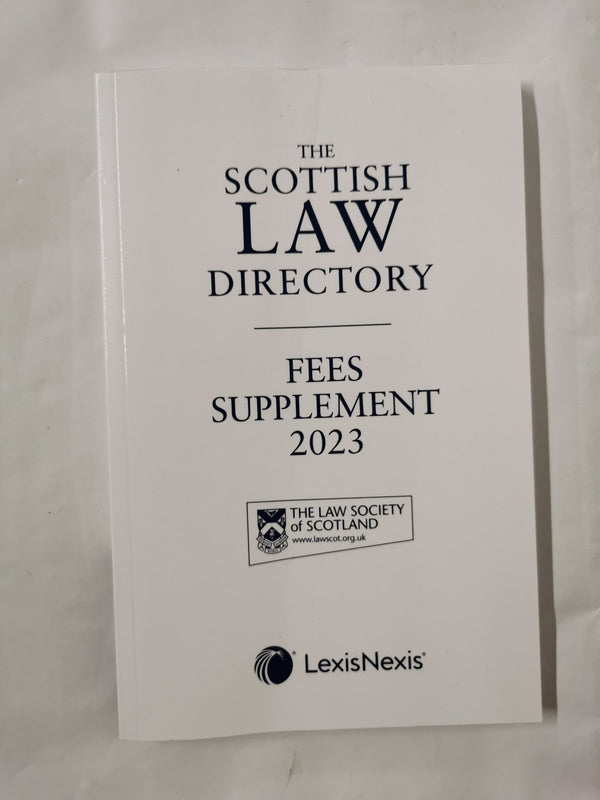 THE
SCOTTISH
LAW
DIRECTORY
FEES
SUPPLEMENT
2023
THE LAW SOCIETY
of SCOTLAND
www.lawscot.org.uk
LexisNexis®